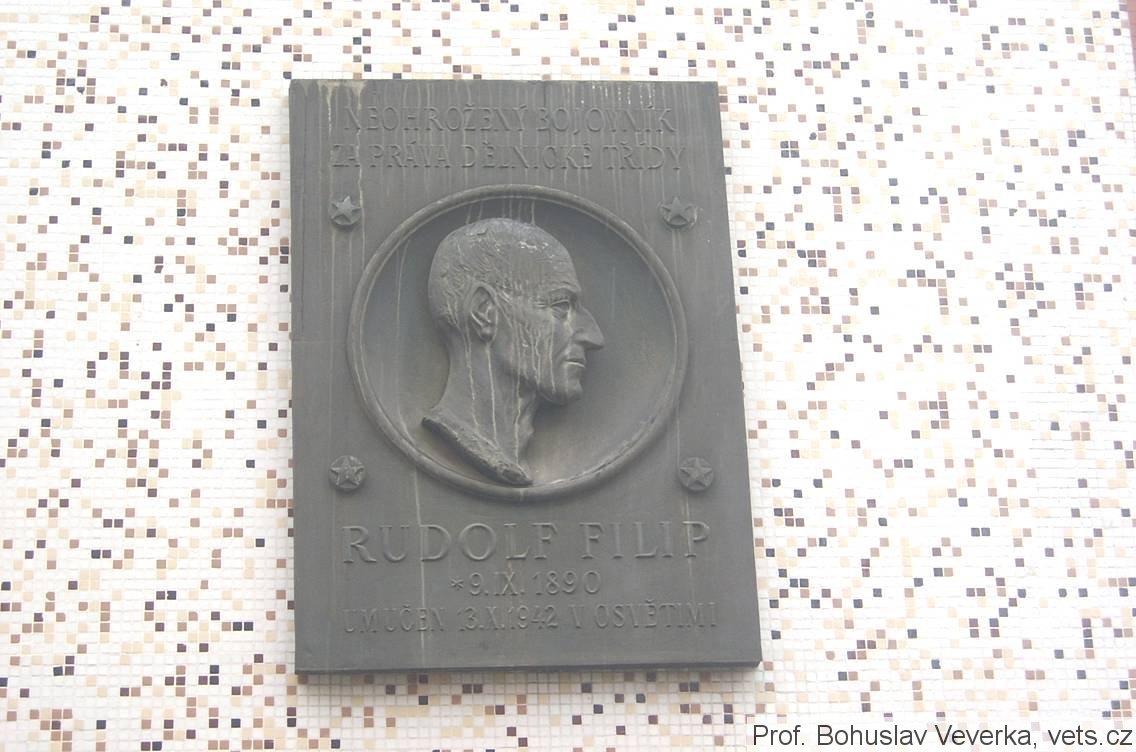 NEOHROŽENÝ BOJOVNÍK
ZA PRÁVA DĚLNICKÉ TŘÍDY
RUDOLF FILIP
*9.IX.1890
UMUČEN 13.X.1942 V OSVĚTIMI
Prof. Bohuslav Veverka, vets.cz